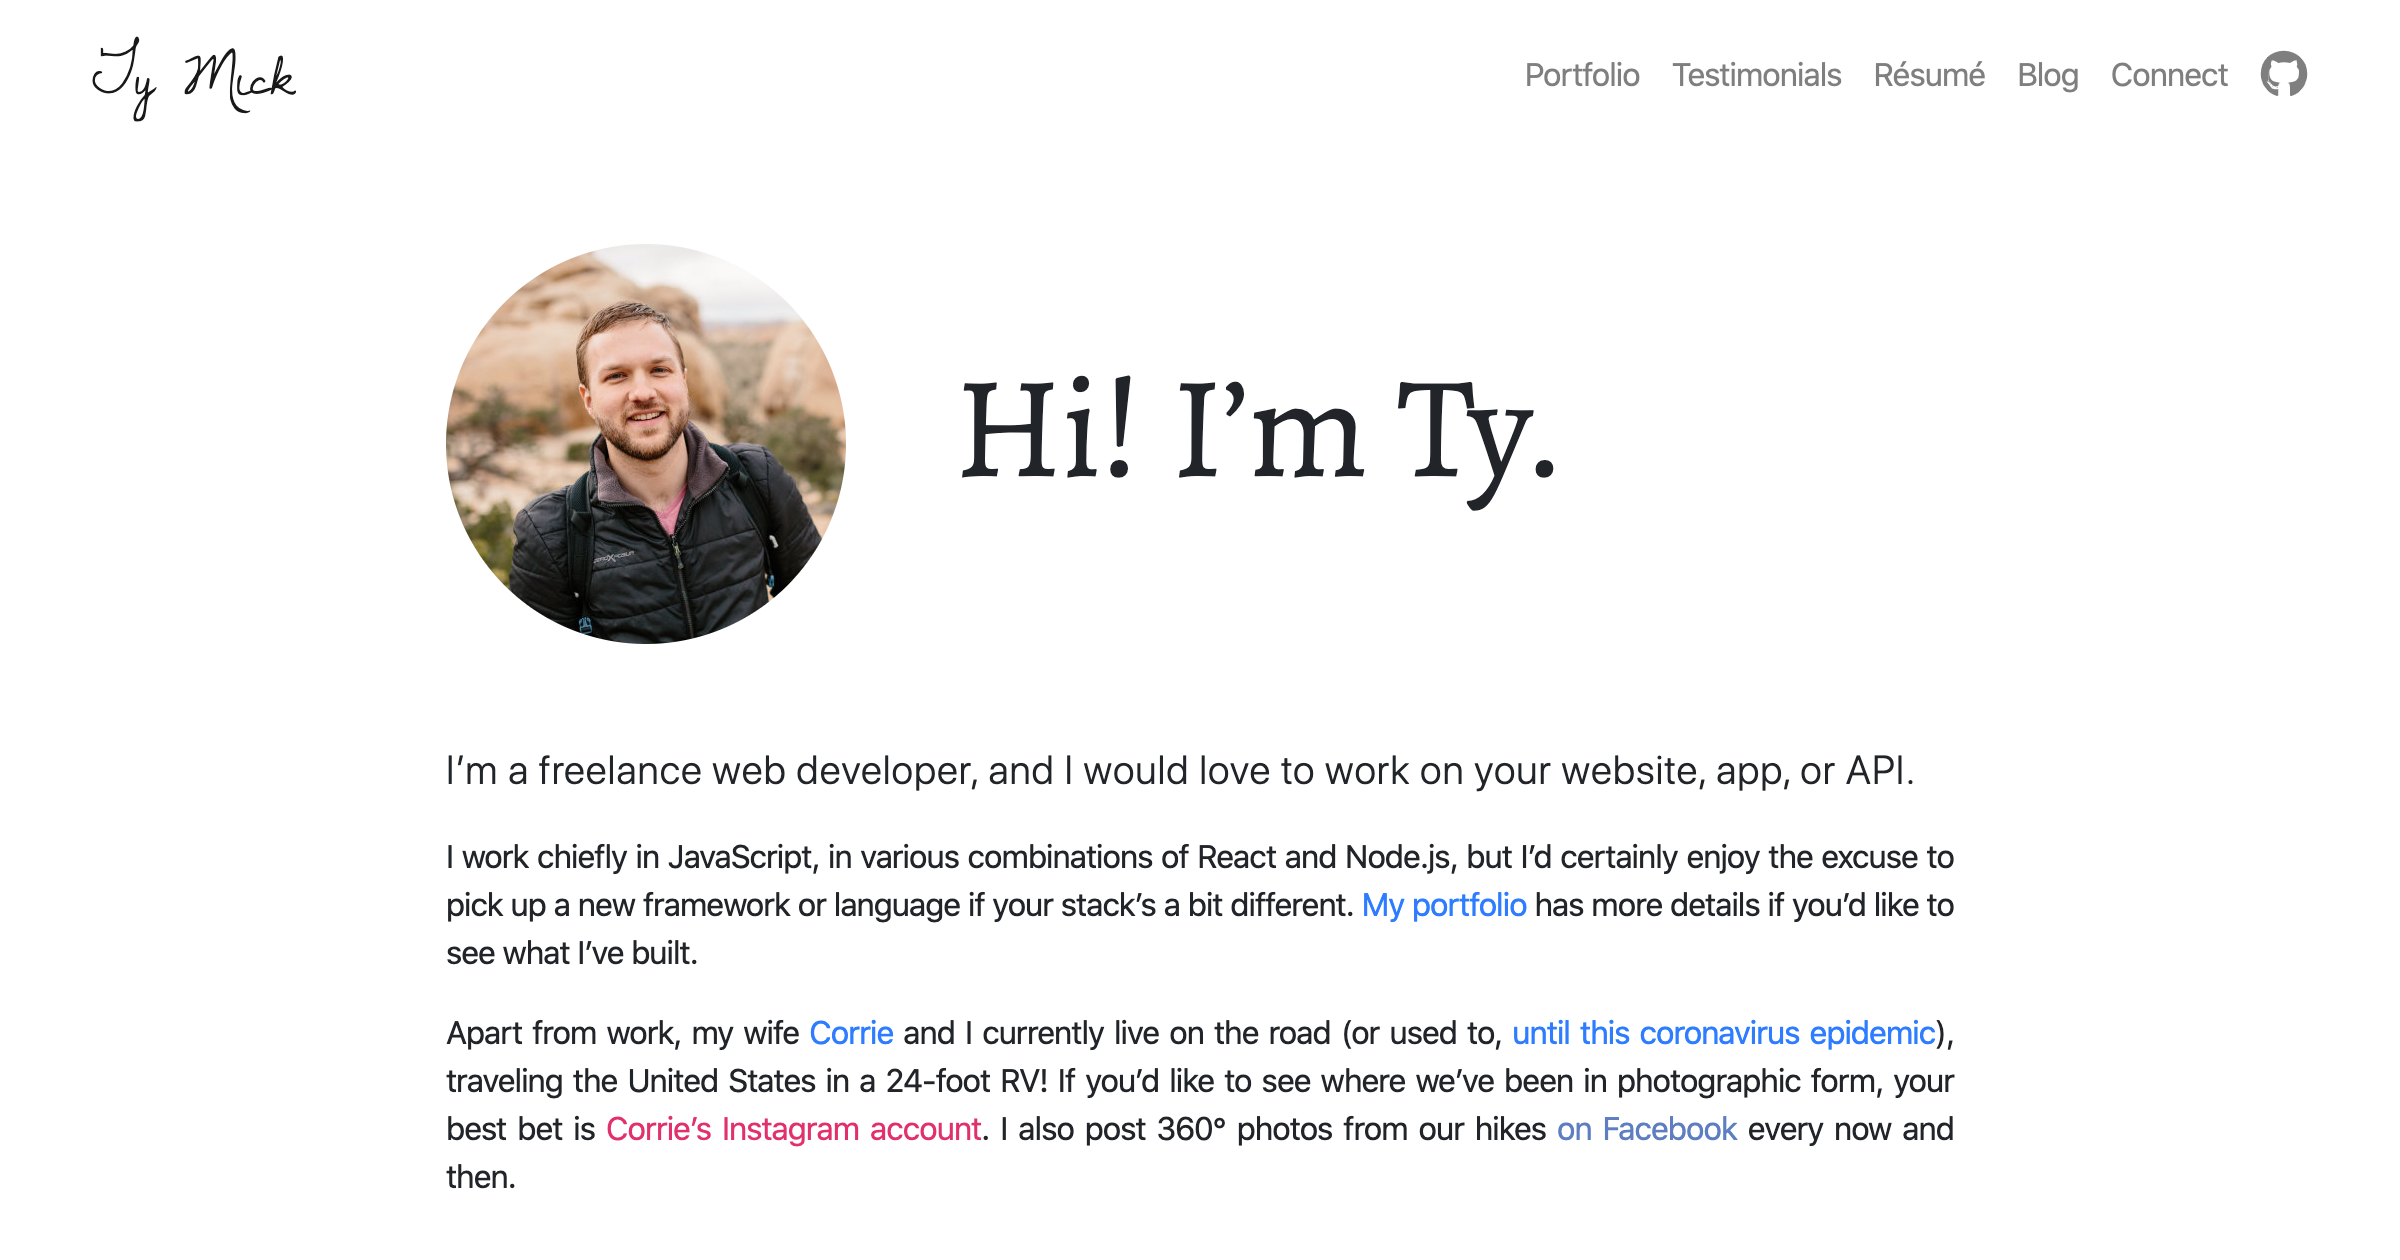 Ty Mick
Portfolio Testimonials Résumé Blog Connect
Hi! I’m Ty.
I’m a freelance web developer, and I would love to work on your website, app, or API.
I work chiefly in JavaScript, in various combinations of React and Node.js, but I’d certainly enjoy the excuse to
pick up a new framework or language if your stack’s a bit different. My portfolio has more details if you’d like to
see what I’ve built.
Apart from work, my wife Corrie and I currently live on the road (or used to, until this coronavirus epidemic),
traveling the United States in a 24-foot RV! If you’d like to see where we’ve been in photographic form, your
best bet is Corrie’s Instagram account. I also post 360° photos from our hikes on Facebook every now and
then.